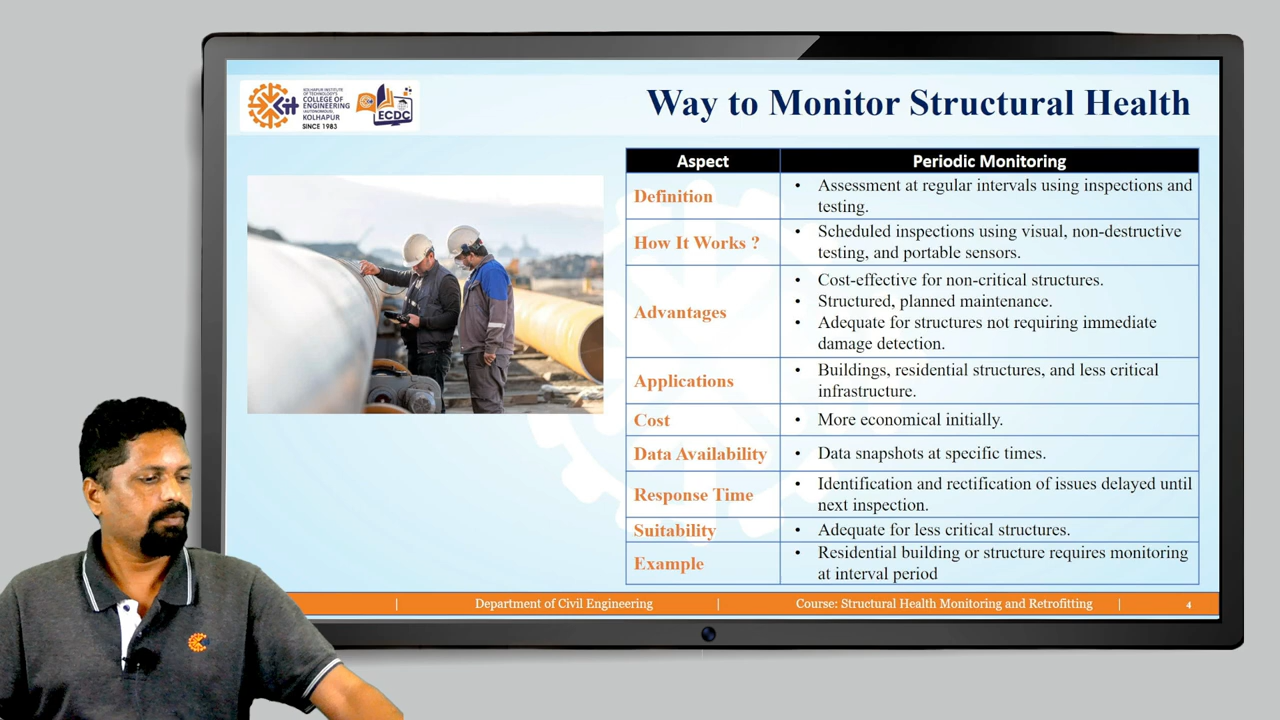 KOLHAPUR INSTITUTE
OF TECHNOLOGY'S
COLLEGE OF
ENGINEERING
(AUTONOMOUS),
KOLHAPUR
SINCE 1983
ECDC
Way to Monitor Structural Health
Aspect
Periodic Monitoring
Definition
• Assessment at regular intervals using inspections and
testing.
How It Works ?
• Scheduled inspections using visual, non-destructive
testing, and portable sensors.
Advantages
• Cost-effective for non-critical structures.
• Structured, planned maintenance.
• Adequate for structures not requiring immediate
damage detection.
Applications
• Buildings, residential structures, and less critical
infrastructure.
Cost
• More economical initially.
Data Availability
• Data snapshots at specific times.
Response Time
• Identification and rectification of issues delayed until
next inspection.
Suitability
• Adequate for less critical structures.
Example
• Residential building or structure requires monitoring
at interval period
| Department of Civil Engineering | Course: Structural Health Monitoring and Retrofitting | 4